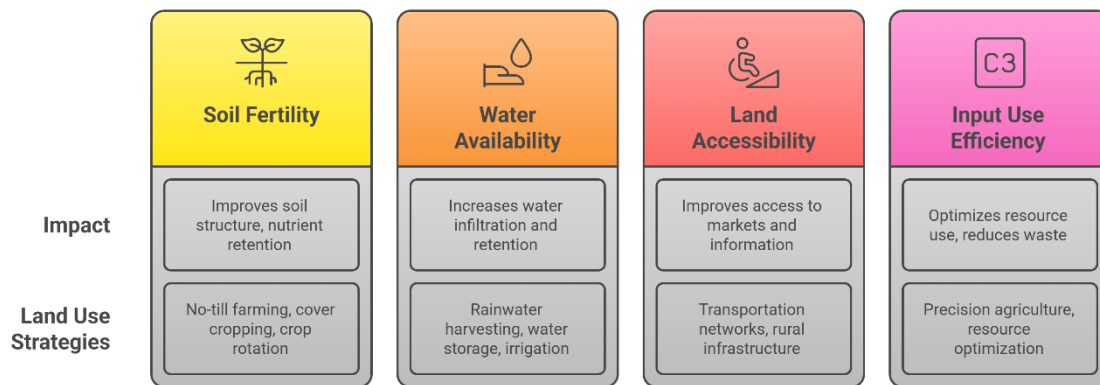 Soil Fertility
Water
Availability
Land
Accessibility
C3
Input Use
Efficiency
Impact
Improves soil
structure, nutrient
retention
Increases water
infiltration and
retention
Improves access to
markets and
information
Optimizes resource
use, reduces waste
Land Use
Strategies
No-till farming, cover
cropping, crop
rotation
Rainwater
harvesting, water
storage, irrigation
Transportation
networks, rural
infrastructure
Precision agriculture,
resource
optimization